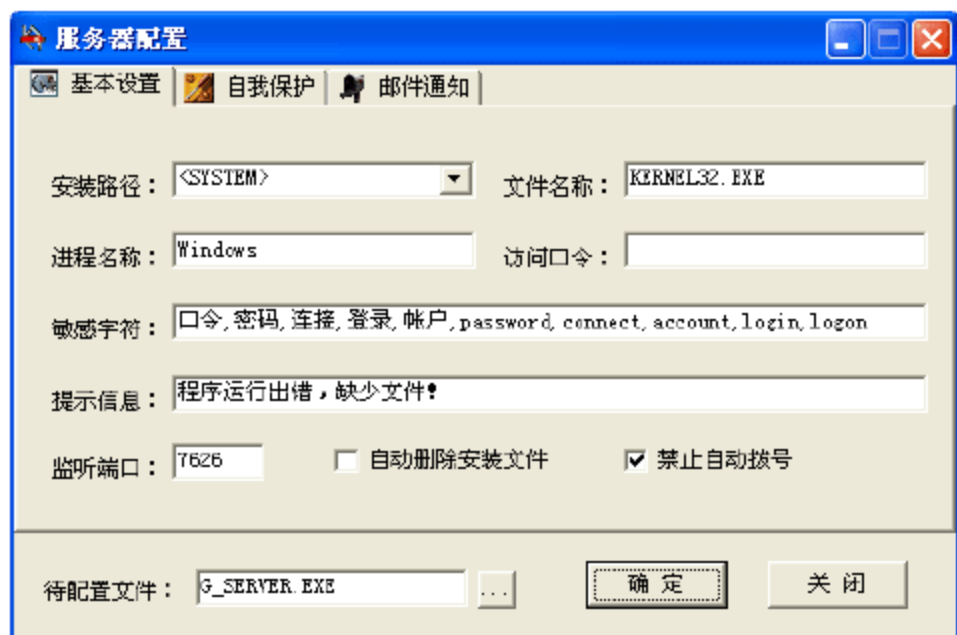 服务器配置
基本设置 自我保护 邮件通知
安装路径： <SYSTEM> 文件名称： KERNEL32.EXE
进程名称： Windows 访问口令：
敏感字符： 口令,密码,连接,登录,帐户,password,connect,account,login,logon
提示信息： 程序运行出错，缺少文件！
监听端口： 7626 自动删除安装文件 禁止自动拨号
待配置文件： G_SERVER.EXE ... 确 定 关 闭